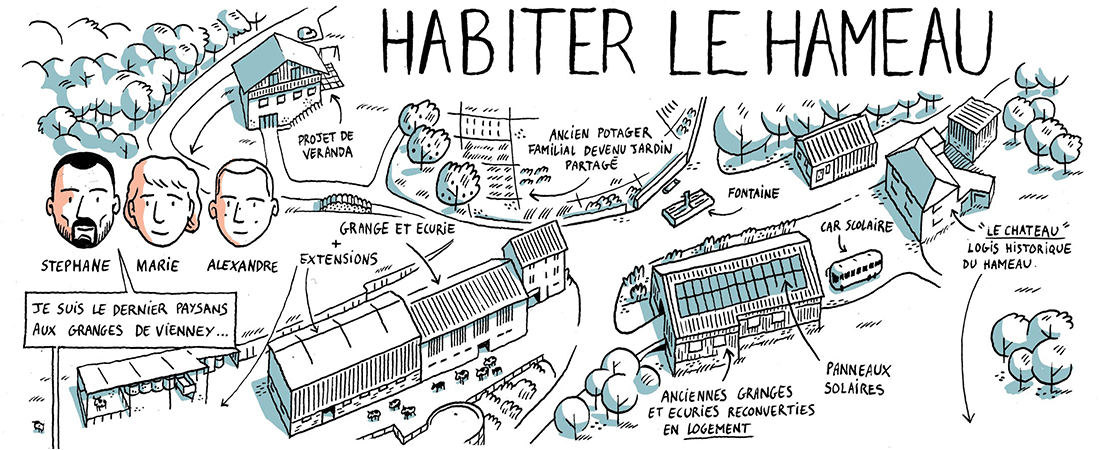 HABITER LE HAMEAU
PROJET DE
VERANDA
ANCIEN POTAGER
FAMILIAL DEVENU JARDIN
PARTAGÉ
FONTAINE
STEPHANE
MARIE
ALEXANDRE
GRANGE ET ECURIE
+
EXTENSIONS
CAR SOLAIRE
"LE CHATEAU"
LOGIS HISTORIQUE
DU HAMEAU.
JE SUIS LE DERNIER PAYSANS
AUX GRANGES DE VIENNEY...
PANNEAUX
SOLAIRES
ANCIENNES GRANGES
ET ECURIES RECONVERTIES
EN LOGEMENT